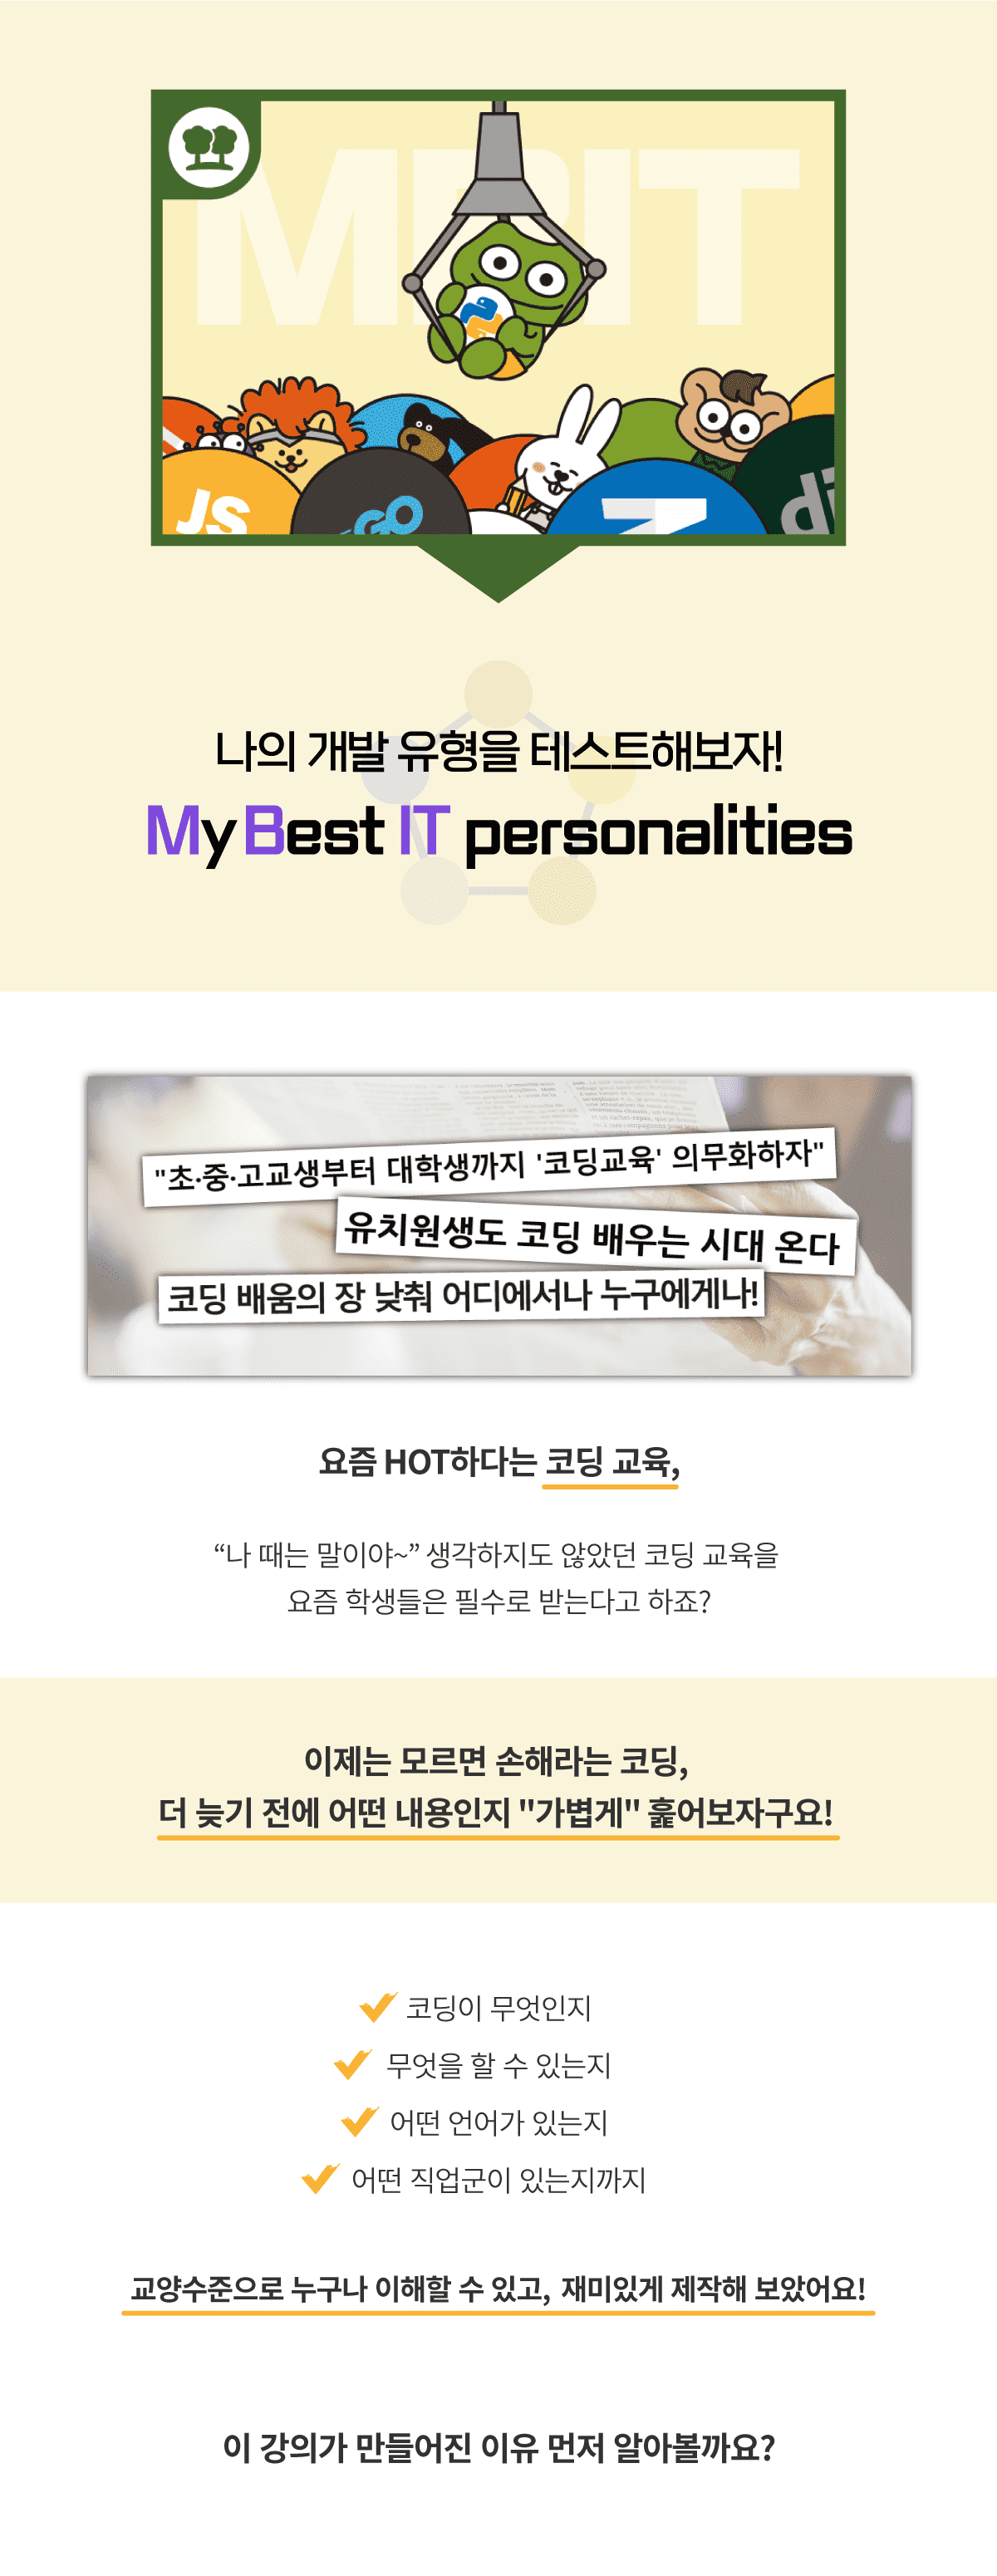 JS
GO
di
나의 개발 유형을 테스트해보자!
My Best IT personalities
"초·중·고교생부터 대학생까지 '코딩교육' 의무화하자"
유치원생도 코딩 배우는 시대 온다
코딩 배움의 장 낮춰 어디에서나 누구에게나!
요즘 HOT하다는 코딩 교육,
“나 때는 말이야~” 생각하지도 않았던 코딩 교육을
요즘 학생들은 필수로 받는다고 하죠?
이제는 모르면 손해라는 코딩,
더 늦기 전에 어떤 내용인지 "가볍게" 훑어보자구요!
코딩이 무엇인지
무엇을 할 수 있는지
어떤 언어가 있는지
어떤 직업군이 있는지까지
교양수준으로 누구나 이해할 수 있고, 재미있게 제작해 보았어요!
이 강의가 만들어진 이유 먼저 알아볼까요?